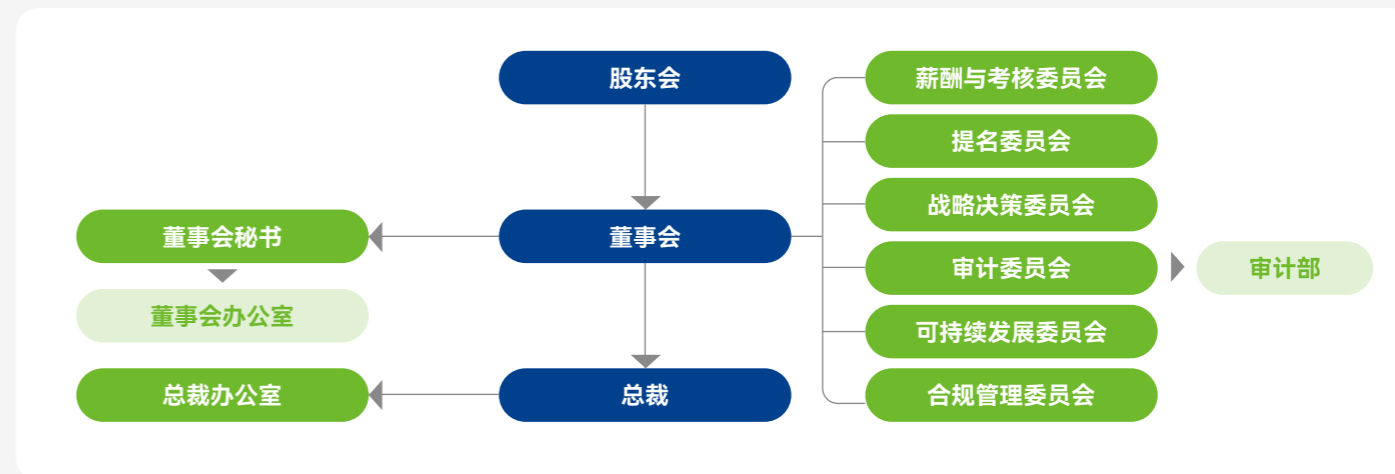 股东会
董事会
总裁
董事会秘书
董事会办公室
总裁办公室
薪酬与考核委员会
提名委员会
战略决策委员会
审计委员会
审计部
可持续发展委员会
合规管理委员会